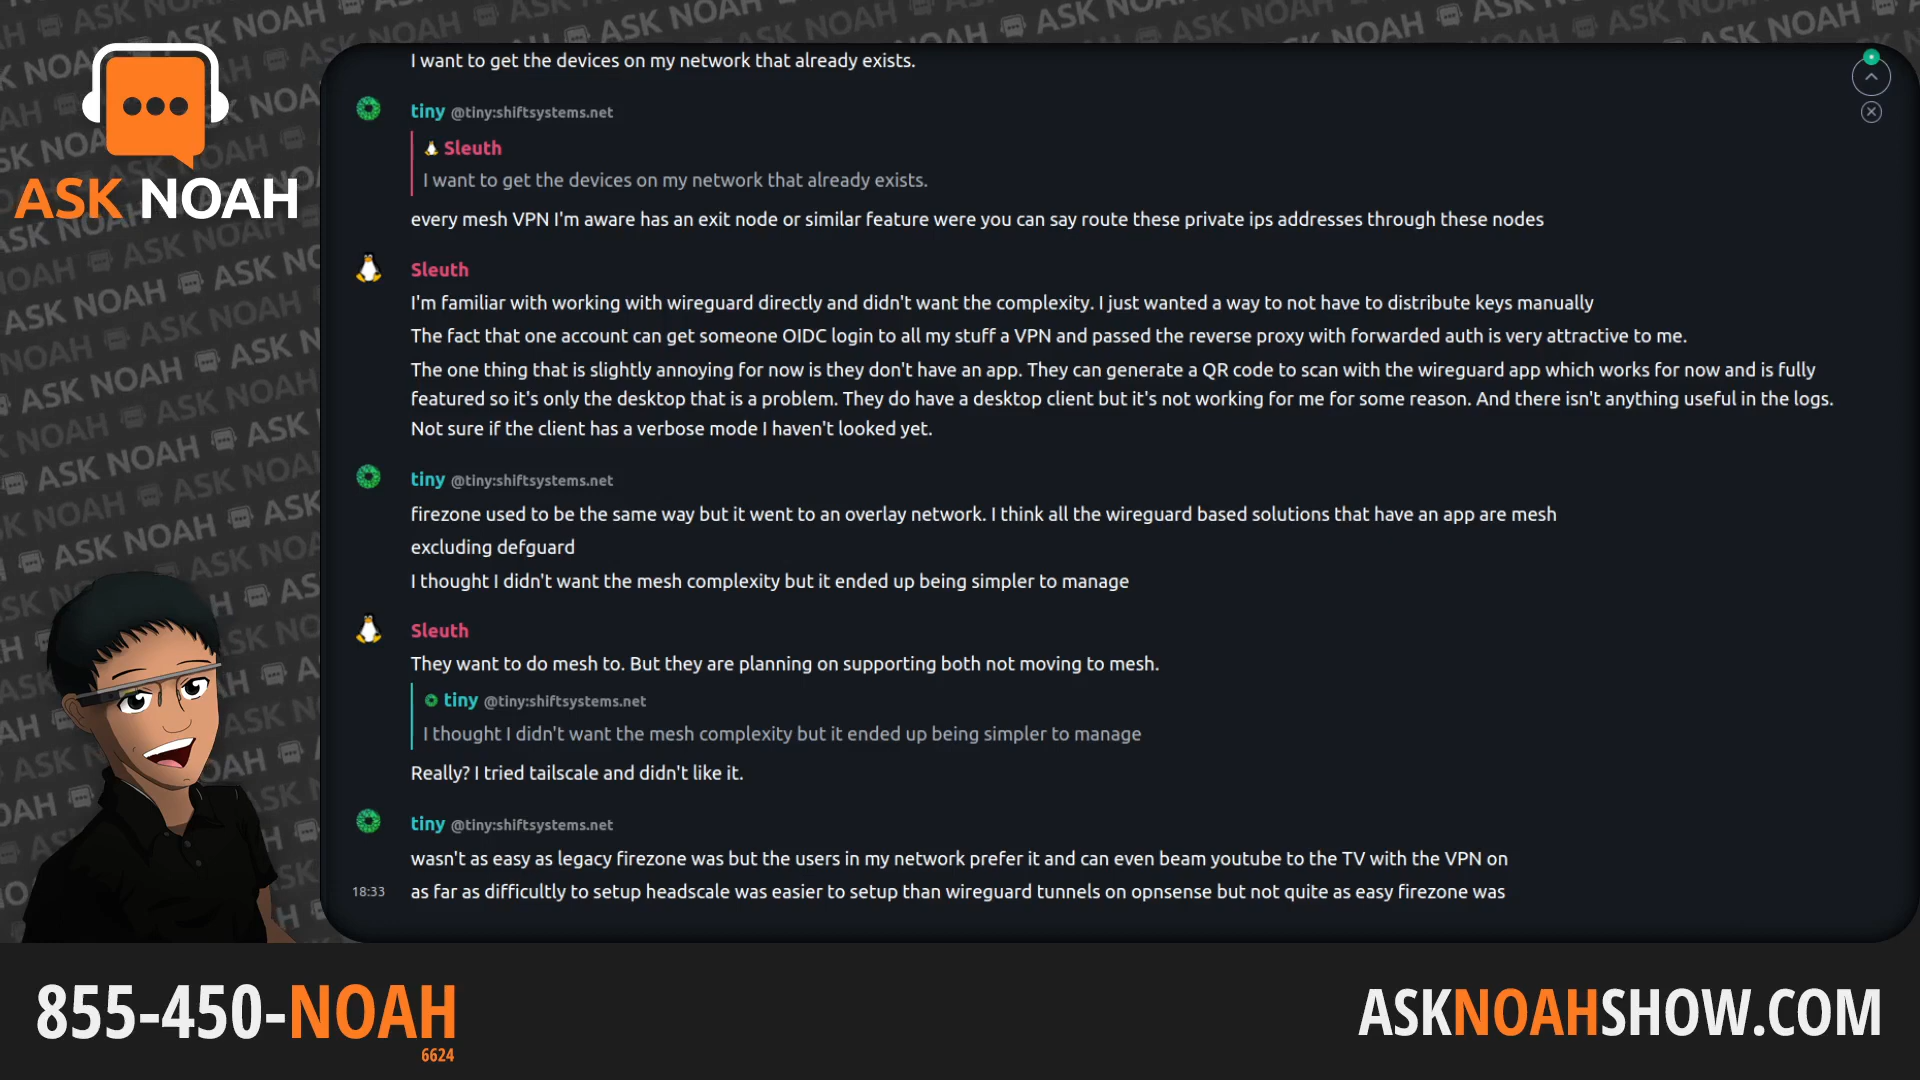 ASK NOAH
I want to get the devices on my network that already exists.
tiny @tiny:shiftsystems.net
Sleuth
I want to get the devices on my network that already exists.
every mesh VPN I'm aware has an exit node or similar feature were you can say route these private ips addresses through these nodes
Sleuth
I'm familiar with working with wireguard directly and didn't want the complexity. I just wanted a way to not have to distribute keys manually
The fact that one account can get someone OIDC login to all my stuff a VPN and passed the reverse proxy with forwarded auth is very attractive to me.
The one thing that is slightly annoying for now is they don't have an app. They can generate a QR code to scan with the wireguard app which works for now and is fully
featured so it's only the desktop that is a problem. They do have a desktop client but it's not working for me for some reason. And there isn't anything useful in the logs.
Not sure if the client has a verbose mode I haven't looked yet.
tiny @tiny:shiftsystems.net
firezone used to be the same way but it went to an overlay network. I think all the wireguard based solutions that have an app are mesh
excluding defguard
I thought I didn't want the mesh complexity but it ended up being simpler to manage
Sleuth
They want to do mesh to. But they are planning on supporting both not moving to mesh.
tiny @tiny:shiftsystems.net
I thought I didn't want the mesh complexity but it ended up being simpler to manage
Really? I tried tailscale and didn't like it.
tiny @tiny:shiftsystems.net
wasn't as easy as legacy firezone was but the users in my network prefer it and can even beam youtube to the TV with the VPN on
18:33 as far as difficultly to setup headscale was easier to setup than wireguard tunnels on opnsense but not quite as easy firezone was
855-450-NOAH
6624
ASKNOAHSHOW.COM